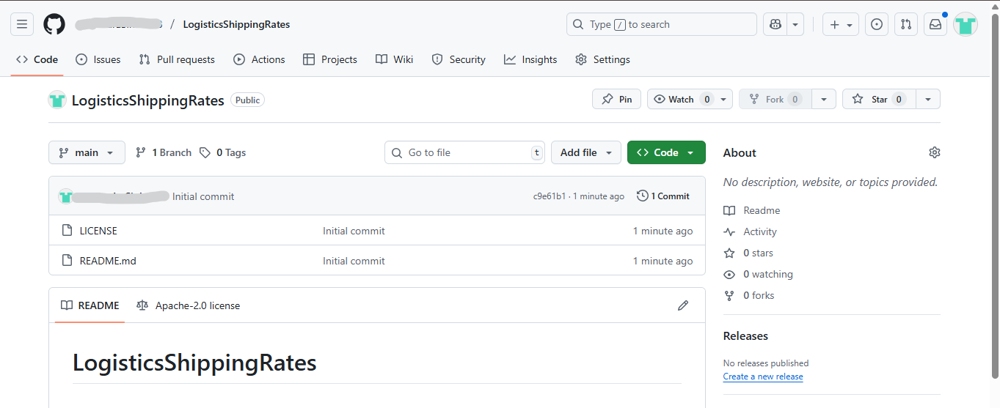 / LogisticsShippingRates Type / to search
Code Issues Pull requests Actions Projects Wiki Security Insights Settings
LogisticsShippingRates Public Pin Watch 0 Fork 0 Star 0
main 1 Branch 0 Tags Go to file t Add file Code
About
No description, website, or topics provided.
Initial commit c9e61b1 · 1 minute ago 1 Commit
LICENSE Initial commit 1 minute ago
README.md Initial commit 1 minute ago
Readme
Activity
0 stars
0 watching
0 forks
README Apache-2.0 license
LogisticsShippingRates
Releases
No releases published
Create a new release